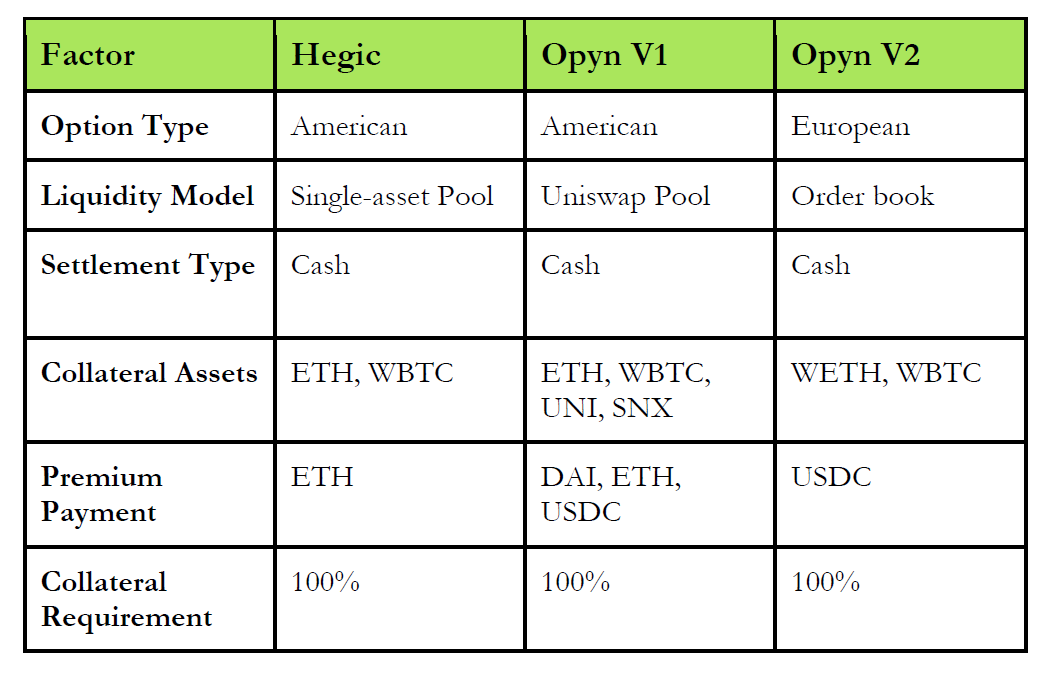 Factor Hegic Opyn V1 Opyn V2
Option Type American American European
Liquidity Model Single-asset Pool Uniswap Pool Order book
Settlement Type Cash Cash Cash
Collateral Assets ETH, WBTC ETH, WBTC, WETH, WBTC
UNI, SNX
Premium ETH DAI, ETH, USDC
Payment USDC
Collateral 100% 100% 100%
Requirement